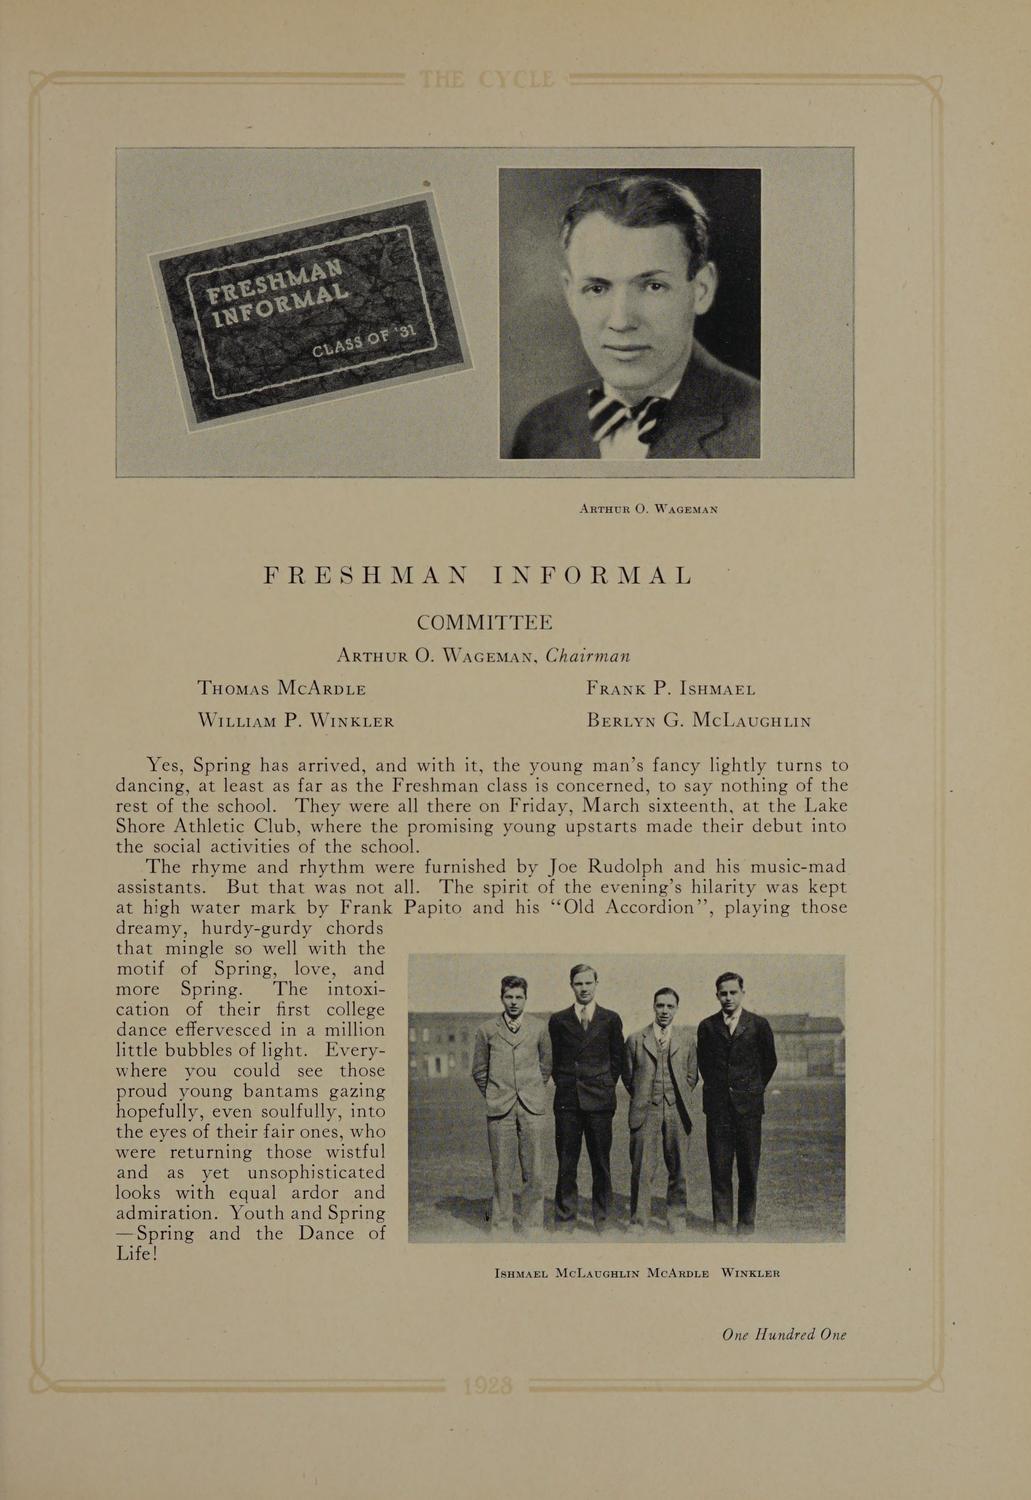 THE CYCLE
FRESHMAN
INFORMAL
CLASS OF '31
ARTHUR O. WAGEMAN
FRESHMAN INFORMAL
COMMITTEE
ARTHUR O. WAGEMAN, Chairman
THOMAS MCARDLE FRANK P. ISHMAEL
WILLIAM P. WINKLER BERLYN G. MCLAUGHLIN
Yes, Spring has arrived, and with it, the young man's fancy lightly turns to
dancing, at least as far as the Freshman class is concerned, to say nothing of the
rest of the school. They were all there on Friday, March sixteenth, at the Lake
Shore Athletic Club, where the promising young upstarts made their debut into
the social activities of the school.
The rhyme and rhythm were furnished by Joe Rudolph and his music-mad
assistants. But that was not all. The spirit of the evening's hilarity was kept
at high water mark by Frank Papito and his "Old Accordion", playing those
dreamy, hurdy-gurdy chords
that mingle so well with the
motif of Spring, love, and
more Spring. The intoxi-
cation of their first college
dance effervesced in a million
little bubbles of light. Every-
where you could see those
proud young bantams gazing
hopefully, even soulfully, into
the eyes of their fair ones, who
were returning those wistful
and as yet unsophisticated
looks with equal ardor and
admiration. Youth and Spring
—Spring and the Dance of
Life!
ISHMAEL MCLAUGHLIN MCARDLE WINKLER
One Hundred One
1928